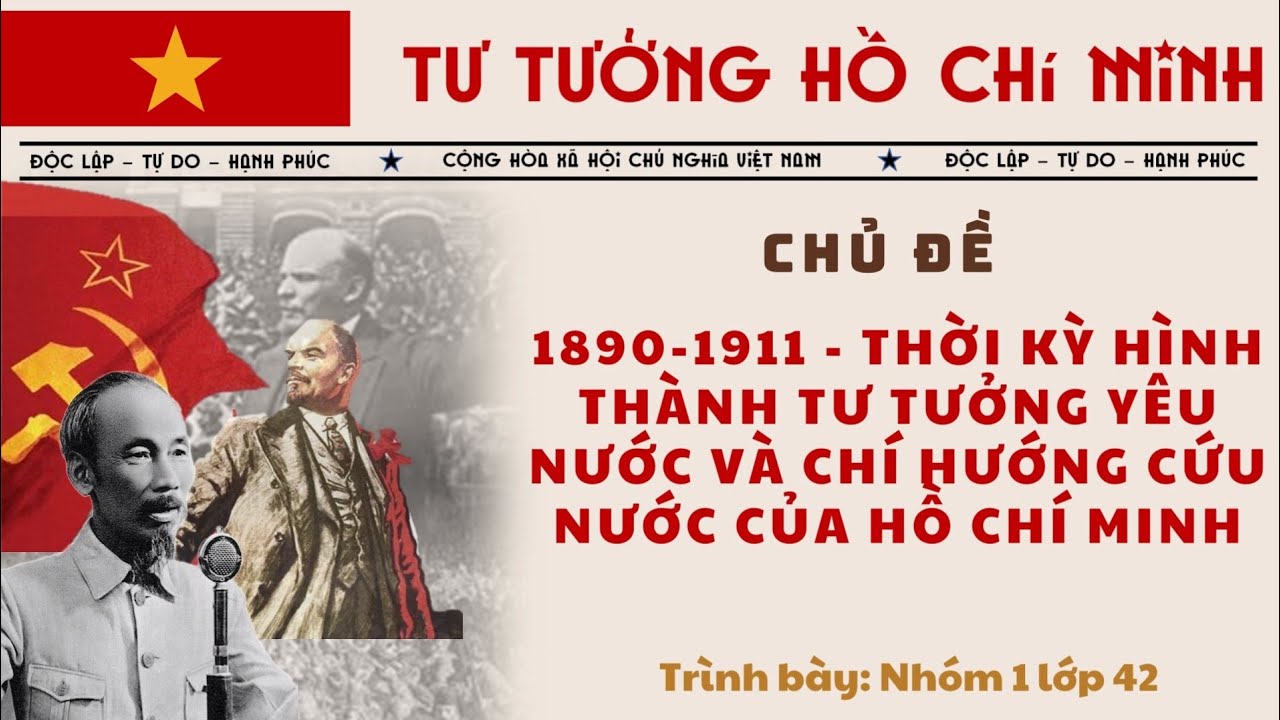 TƯ TƯỞNG HỒ CHÍ MINH
ĐỘC LẬP – TỰ DO – HẠNH PHÚC ★ CỘNG HÒA XÃ HỘI CHỦ NGHĨA VIỆT NAM ★ ĐỘC LẬP – TỰ DO – HẠNH PHÚC
CHỦ ĐỀ
1890-1911 - THỜI KỲ HÌNH
THÀNH TƯ TƯỞNG YÊU
NƯỚC VÀ CHÍ HƯỚNG CỨU
NƯỚC CỦA HỒ CHÍ MINH
Trình bày: Nhóm 1 lớp 42